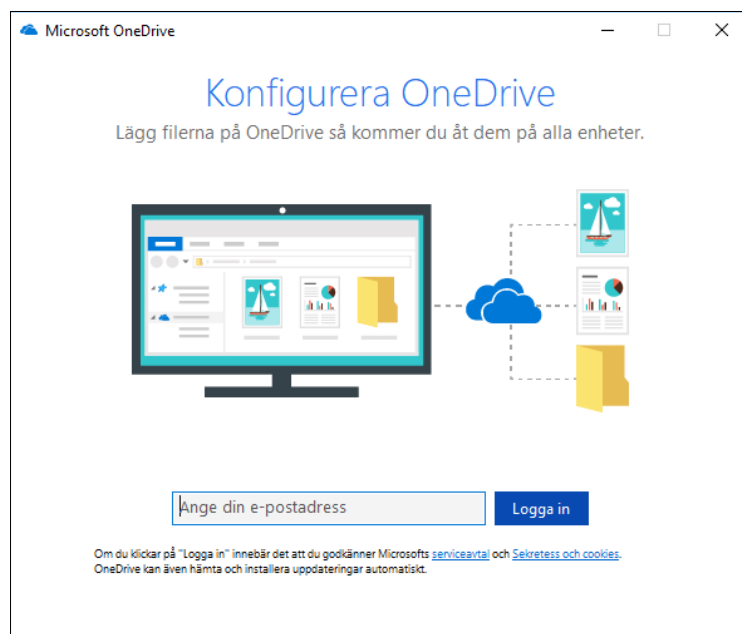 Microsoft OneDrive
Konfigurera OneDrive
Lägg filerna på OneDrive så kommer du åt dem på alla enheter.
Ange din e-postadress
Logga in
Om du klickar på "Logga in" innebär det att du godkänner Microsofts serviceavtal och Sekretess och cookies.
OneDrive kan även hämta och installera uppdateringar automatiskt.